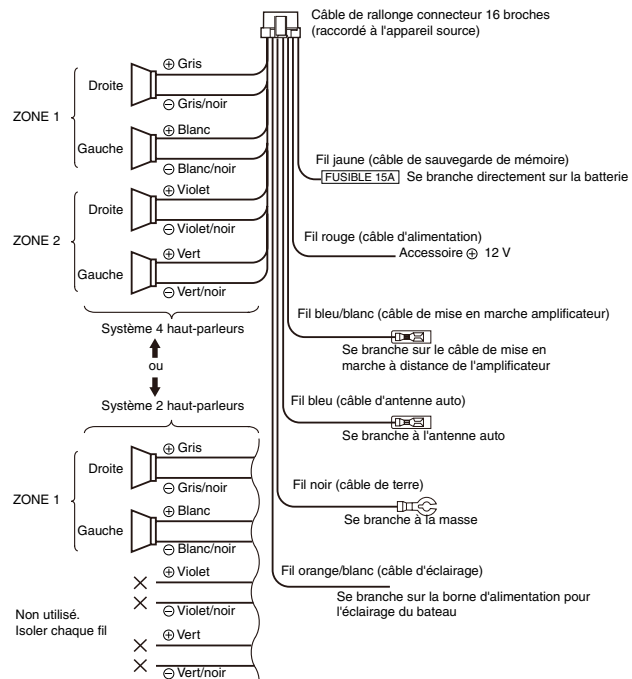 Câble de rallonge connecteur 16 broches
(raccordé à l'appareil source)
ZONE 1
Droite
⊕ Gris
⊖ Gris/noir
Gauche
⊕ Blanc
⊖ Blanc/noir
ZONE 2
Droite
⊕ Violet
⊖ Violet/noir
Gauche
⊕ Vert
⊖ Vert/noir
Système 4 haut-parleurs
ou
Système 2 haut-parleurs
ZONE 1
Droite
⊕ Gris
⊖ Gris/noir
Gauche
⊕ Blanc
⊖ Blanc/noir
Non utilisé.
Isoler chaque fil
⊕ Violet
⊖ Violet/noir
⊕ Vert
⊖ Vert/noir
Fil jaune (câble de sauvegarde de mémoire)
FUSIBLE 15A Se branche directement sur la batterie
Fil rouge (câble d'alimentation)
Accessoire ⊕ 12 V
Fil bleu/blanc (câble de mise en marche amplificateur)
Se branche sur le câble de mise en
marche à distance de l'amplificateur
Fil bleu (câble d'antenne auto)
Se branche à l'antenne auto
Fil noir (câble de terre)
Se branche à la masse
Fil orange/blanc (câble d'éclairage)
Se branche sur la borne d'alimentation pour
l'éclairage du bateau